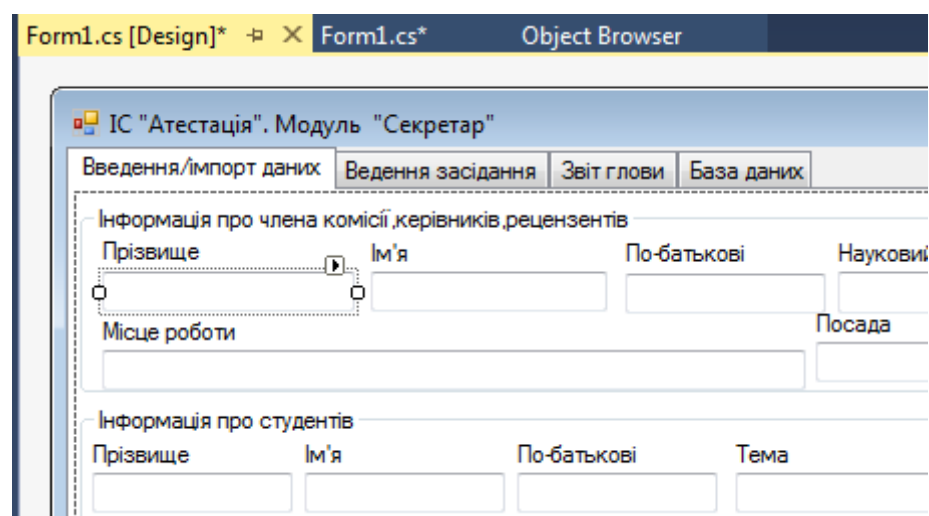 Form1.cs [Design]* Form1.cs* Object Browser
ІС "Атестація". Модуль "Секретар"
Введення/імпорт даних Ведення засідання Звіт глови База даних
Інформація про члена комісії,керівників,рецензентів
Прізвище Ім'я По-батькові Науковий
Місце роботи Посада
Інформація про студентів
Прізвище Ім'я По-батькові Тема